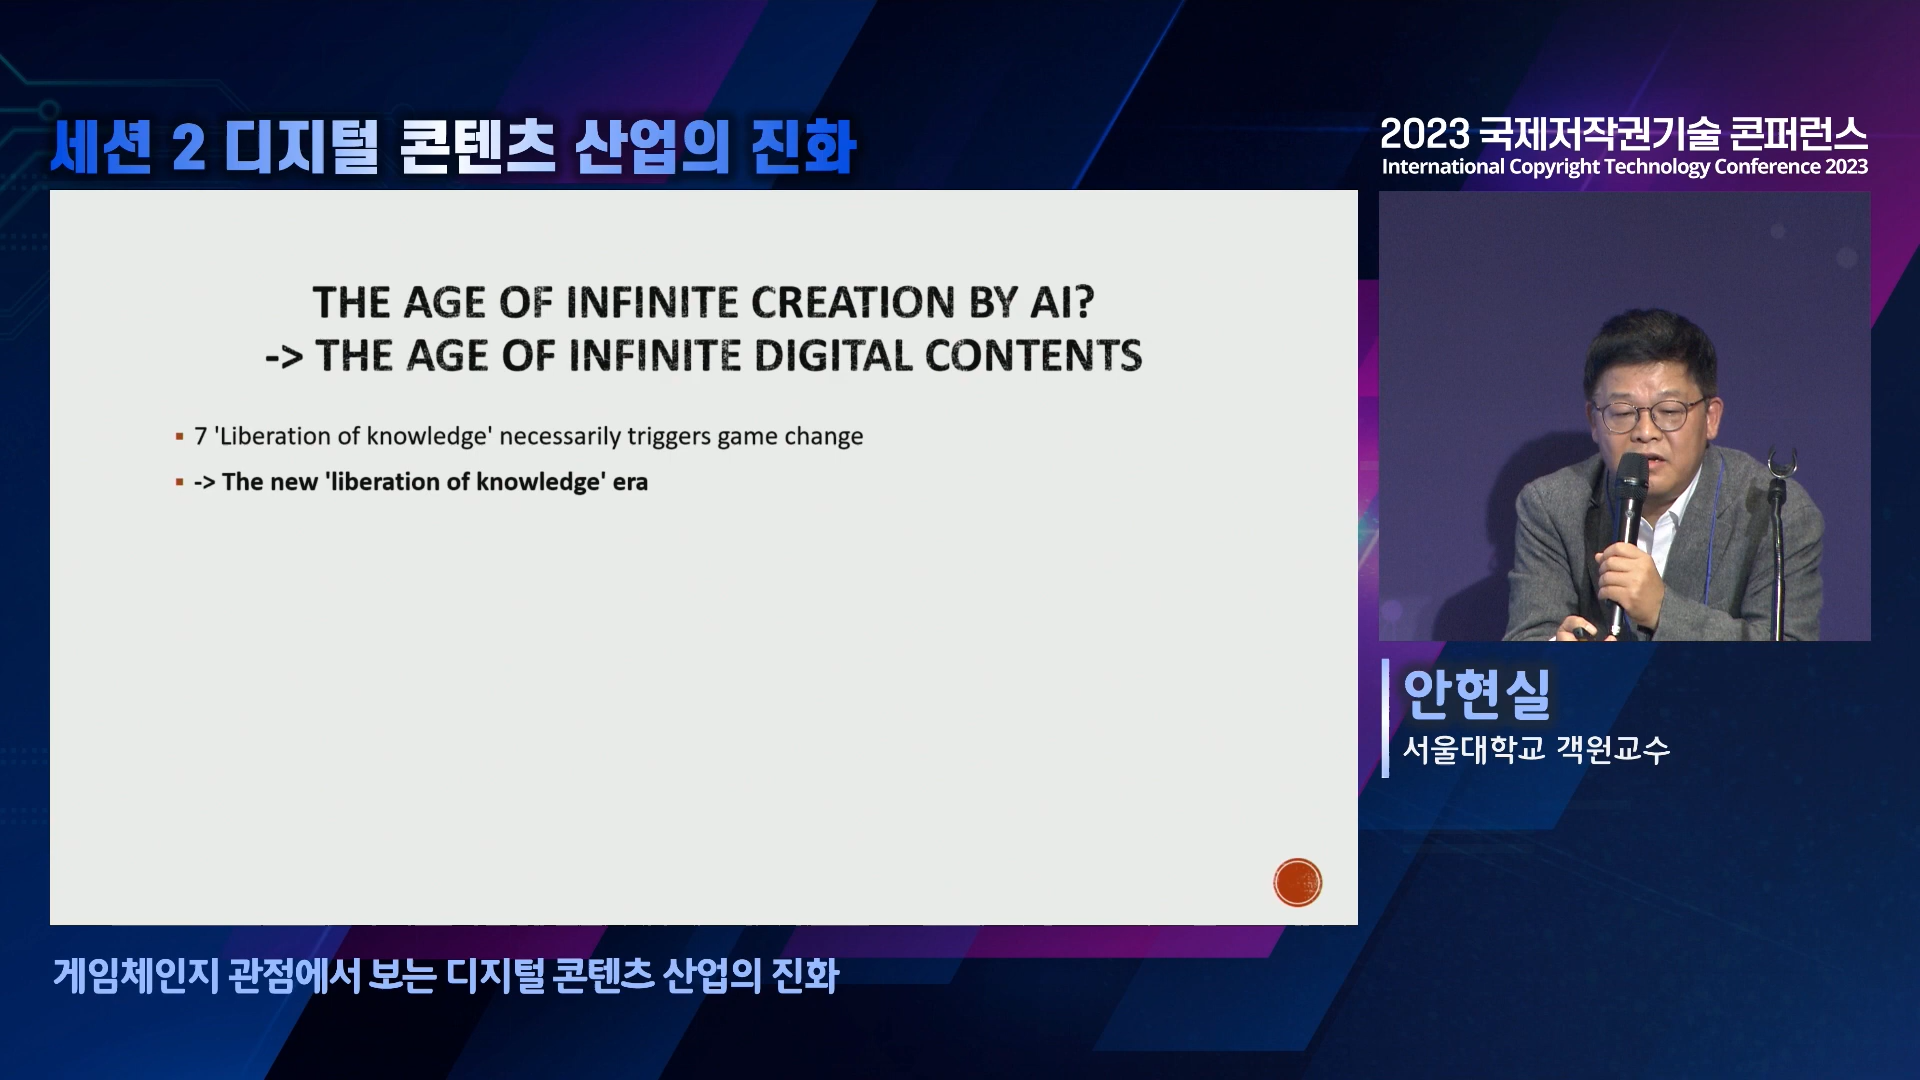 세션 2 디지털 콘텐츠 산업의 진화
2023 국제저작권기술 콘퍼런스
International Copyright Technology Conference 2023
THE AGE OF INFINITE CREATION BY AI?
-> THE AGE OF INFINITE DIGITAL CONTENTS
▪ 7 'Liberation of knowledge' necessarily triggers game change
▪ -> The new 'liberation of knowledge' era
안현실
서울대학교 객원교수
게임체인지 관점에서 보는 디지털 콘텐츠 산업의 진화